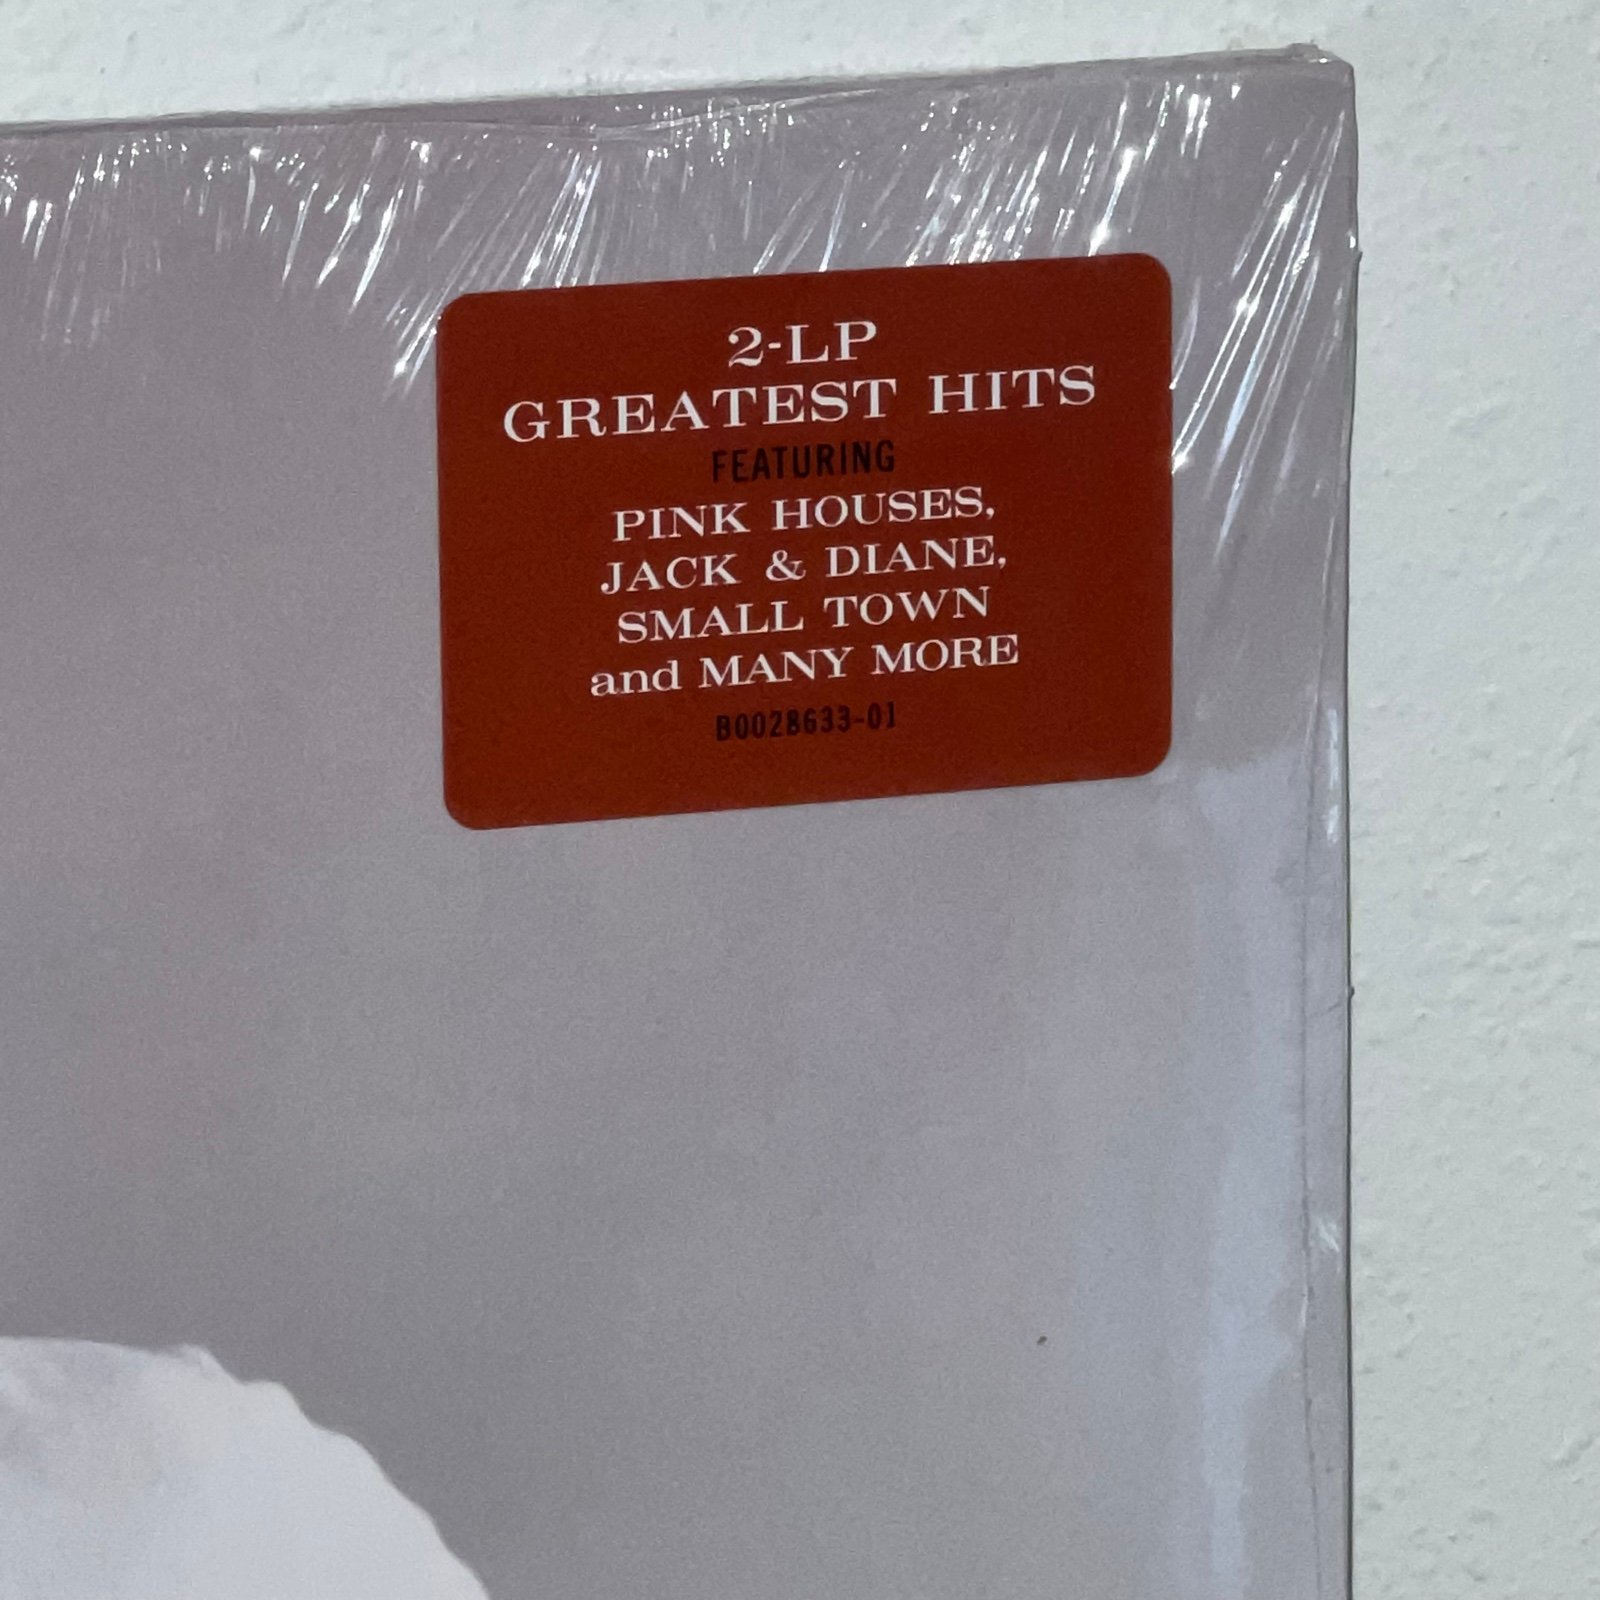 2-LP
GREATEST HITS
FEATURING
PINK HOUSES,
JACK & DIANE,
SMALL TOWN
and MANY MORE
B0028633-01